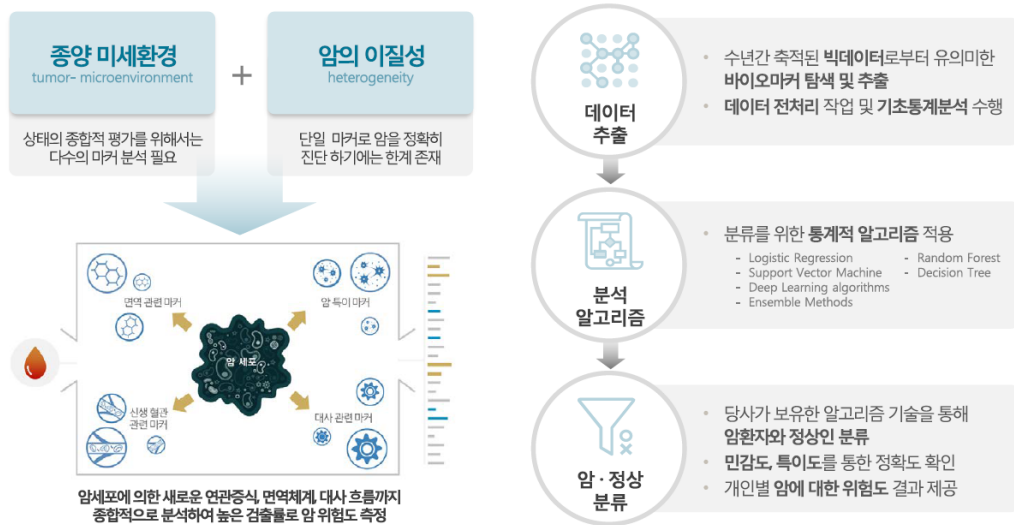 종양 미세환경
tumor- microenvironment
+
암의 이질성
heterogeneity
상태의 종합적 평가를 위해서는
다수의 마커 분석 필요
단일 마커로 암을 정확히
진단 하기에는 한계 존재
면역 관련 마커
암 특이 마커
암 세포
신생 혈관
관련 마커
대사 관련 마커
암세포에 의한 새로운 연관증식, 면역체계, 대사 흐름까지
종합적으로 분석하여 높은 검출률로 암 위험도 측정
데이터
추출
• 수년간 축적된 빅데이터로부터 유의미한
바이오마커 탐색 및 추출
• 데이터 전처리 작업 및 기초통계분석 수행
분석
알고리즘
• 분류를 위한 통계적 알고리즘 적용
- Logistic Regression
- Support Vector Machine
- Deep Learning algorithms
- Ensemble Methods
- Random Forest
- Decision Tree
암 · 정상
분류
• 당사가 보유한 알고리즘 기술을 통해
암환자와 정상인 분류
• 민감도, 특이도를 통한 정확도 확인
• 개인별 암에 대한 위험도 결과 제공